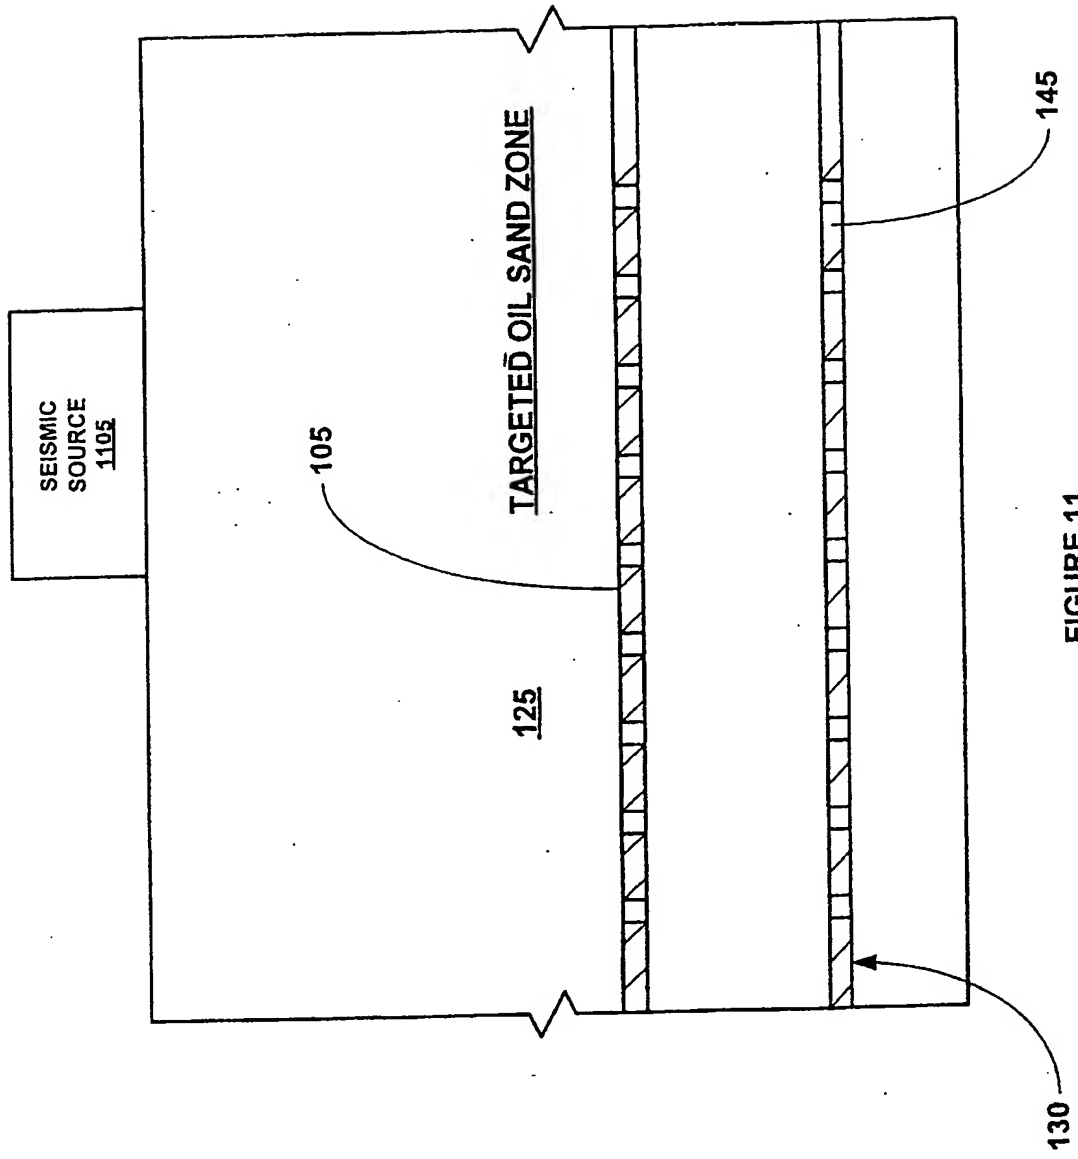 SEISMIC
SOURCE
1105
105
TARGETED OIL SAND ZONE
125
145
130
FIGURE 11